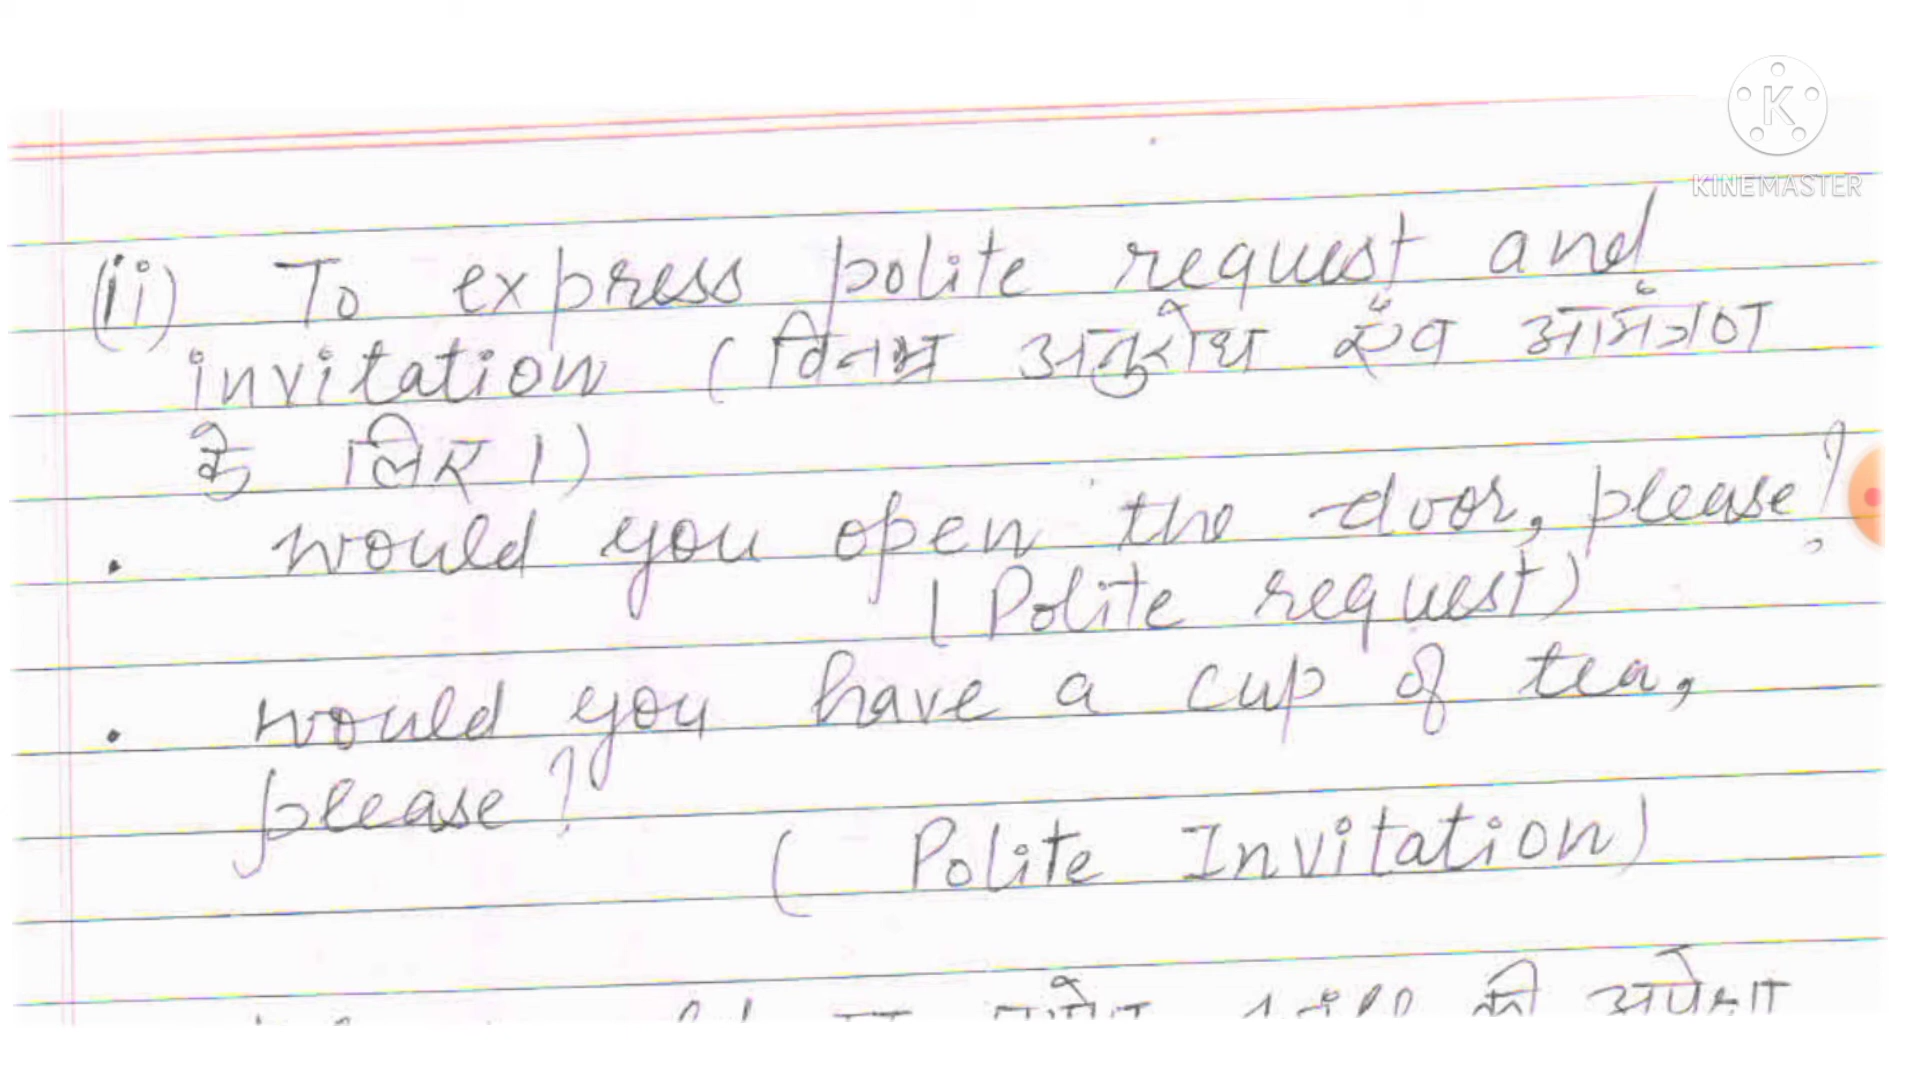 KINEMASTER
(ii) To express polite request and
invitation (विनम्र अनुरोध एंव आमंत्रण
के लिए।)
• would you open the door, please?
(Polite request)
• would you have a cup of tea,
please?
(Polite Invitation)
की अपेक्षा